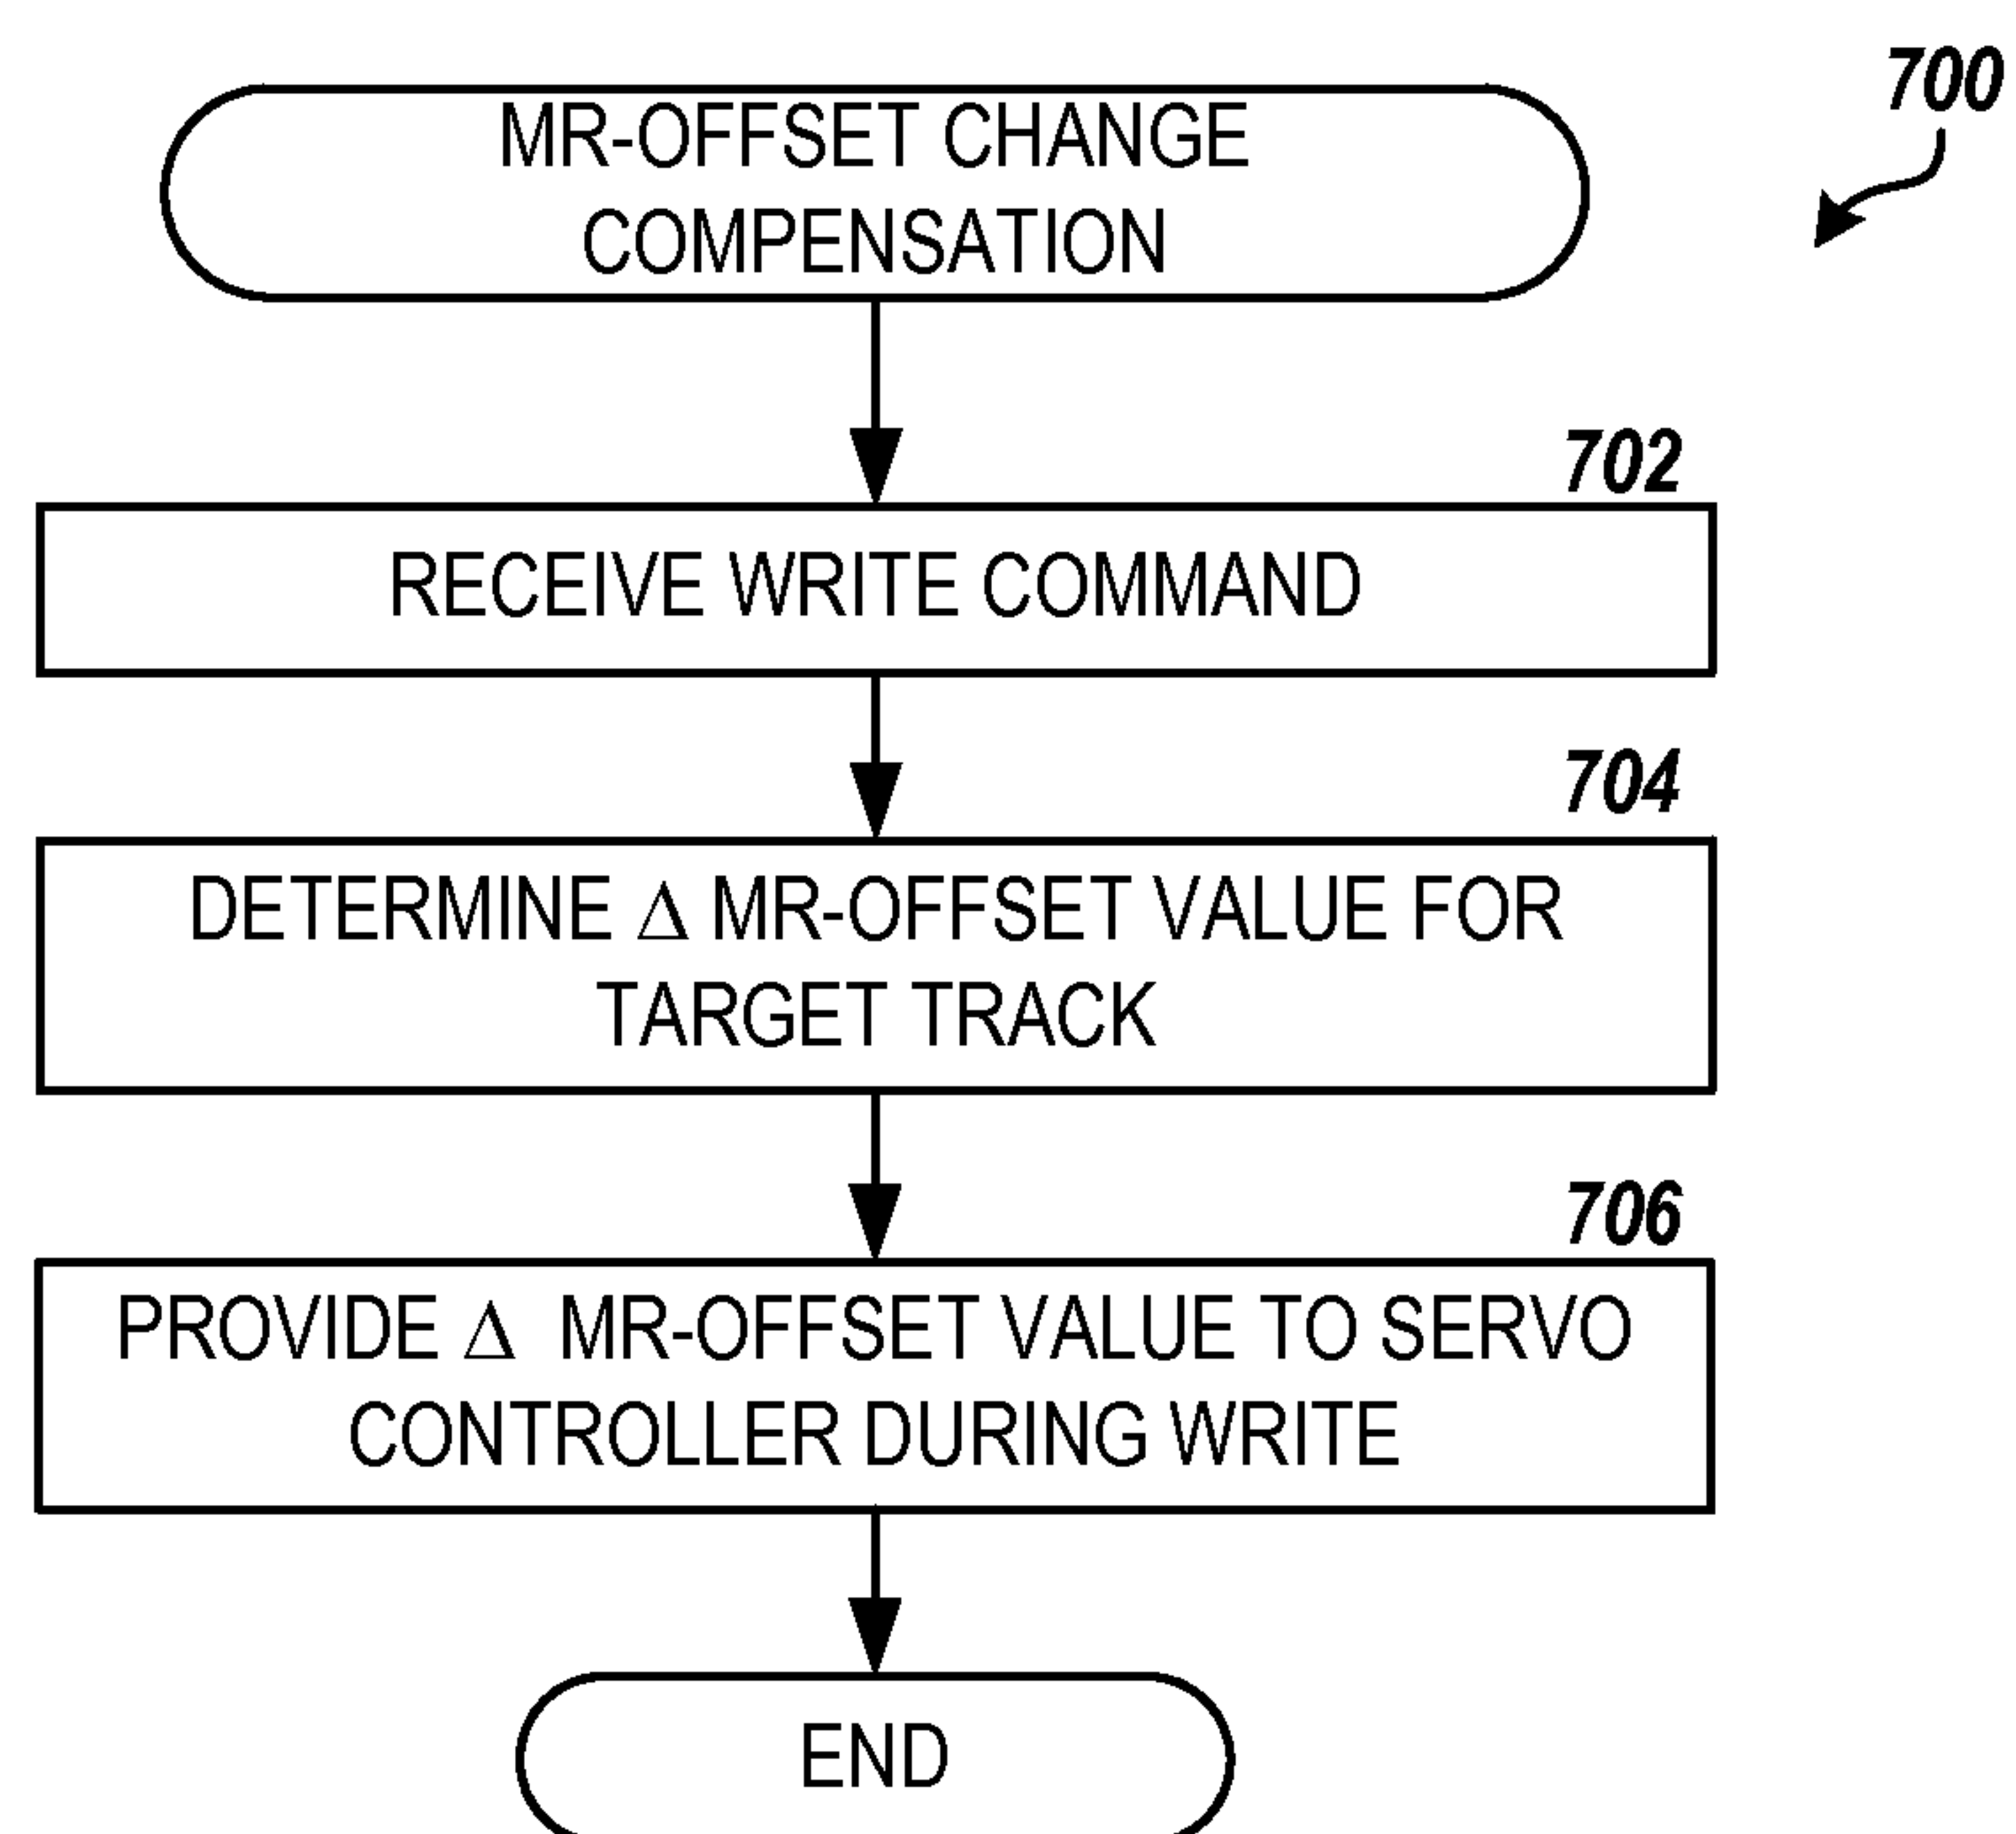 700
MR-OFFSET CHANGE
COMPENSATION
702
RECEIVE WRITE COMMAND
704
DETERMINE Δ MR-OFFSET VALUE FOR
TARGET TRACK
706
PROVIDE Δ MR-OFFSET VALUE TO SERVO
CONTROLLER DURING WRITE
END